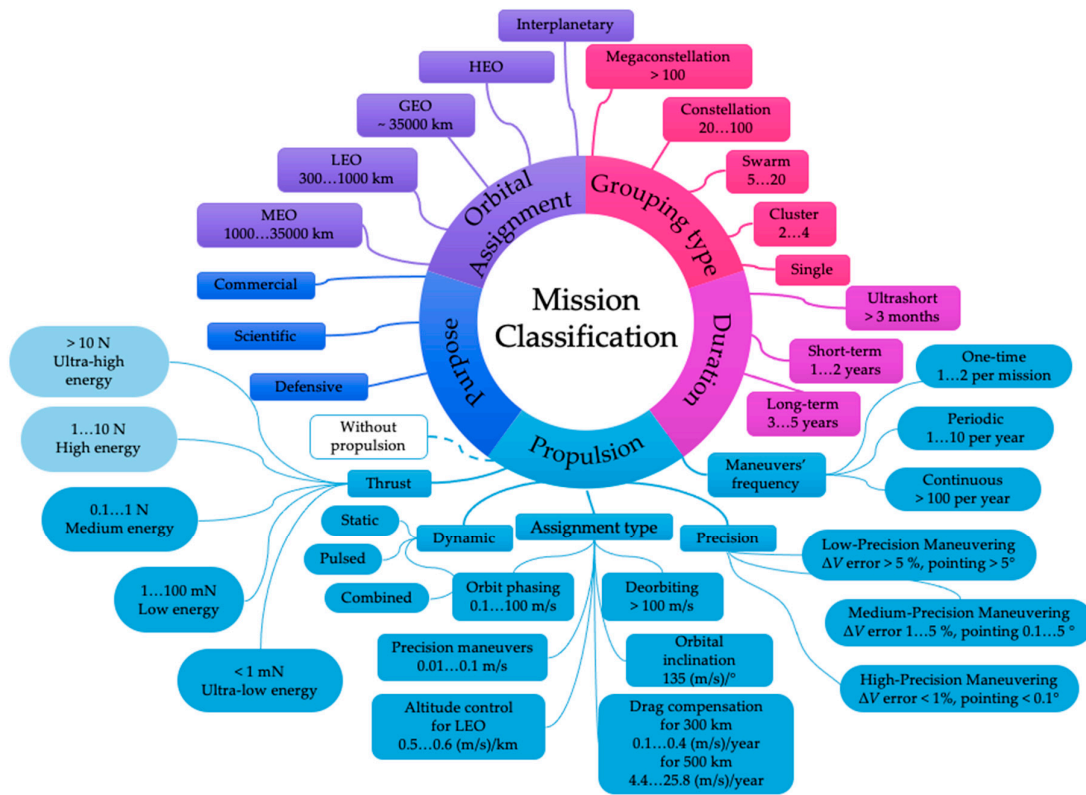 Interplanetary
HEO
GEO
~ 35000 km
LEO
300…1000 km
MEO
1000…35000 km
Orbital
Assignment
Megaconstellation
> 100
Constellation
20…100
Swarm
5…20
Cluster
2…4
Single
Grouping type
Mission
Classification
Commercial
Scientific
Defensive
Purpose
Ultrashort
> 3 months
Short-term
1…2 years
Long-term
3…5 years
Duration
Propulsion
Without
propulsion
Thrust
> 10 N
Ultra-high
energy
1…10 N
High energy
0.1…1 N
Medium energy
1…100 mN
Low energy
< 1 mN
Ultra-low energy
Dynamic
Static
Pulsed
Combined
Assignment type
Orbit phasing
0.1…100 m/s
Deorbiting
> 100 m/s
Precision maneuvers
0.01…0.1 m/s
Orbital
inclination
135 (m/s)/°
Altitude control
for LEO
0.5…0.6 (m/s)/km
Drag compensation
for 300 km
0.1…0.4 (m/s)/year
for 500 km
4.4…25.8 (m/s)/year
Precision
Low-Precision Maneuvering
ΔV error > 5 %, pointing > 5°
Medium-Precision Maneuvering
ΔV error 1…5 %, pointing 0.1…5 °
High-Precision Maneuvering
ΔV error < 1%, pointing < 0.1°
Maneuvers’
frequency
One-time
1…2 per mission
Periodic
1…10 per year
Continuous
> 100 per year